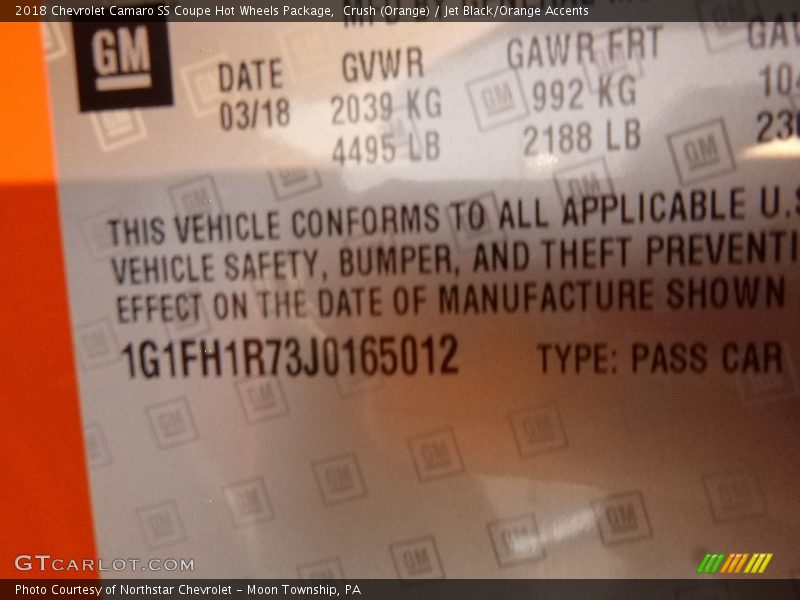 2018 Chevrolet Camaro SS Coupe Hot Wheels Package, Crush (Orange) / Jet Black/Orange Accents
GM
DATE GVWR GAWR FRT
03/18 2039 KG 992 KG
4495 LB 2188 LB
THIS VEHICLE CONFORMS TO ALL APPLICABLE U.S
VEHICLE SAFETY, BUMPER, AND THEFT PREVENTI
EFFECT ON THE DATE OF MANUFACTURE SHOWN
1G1FH1R73J0165012 TYPE: PASS CAR
GTCARLOT.COM
Photo Courtesy of Northstar Chevrolet – Moon Township, PA